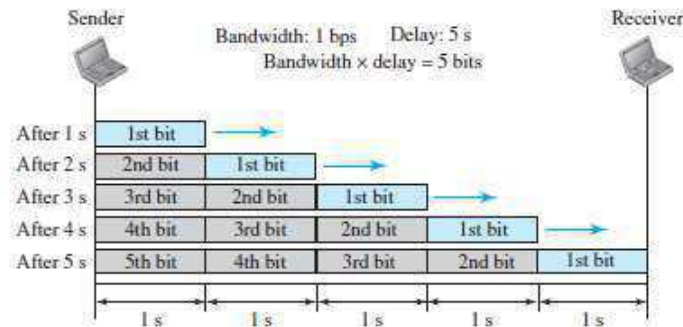 Sender
Receiver
Bandwidth: 1 bps Delay: 5 s
Bandwidth × delay = 5 bits
After 1 s 1st bit
After 2 s 2nd bit 1st bit
After 3 s 3rd bit 2nd bit 1st bit
After 4 s 4th bit 3rd bit 2nd bit 1st bit
After 5 s 5th bit 4th bit 3rd bit 2nd bit 1st bit
1 s 1 s 1 s 1 s 1 s